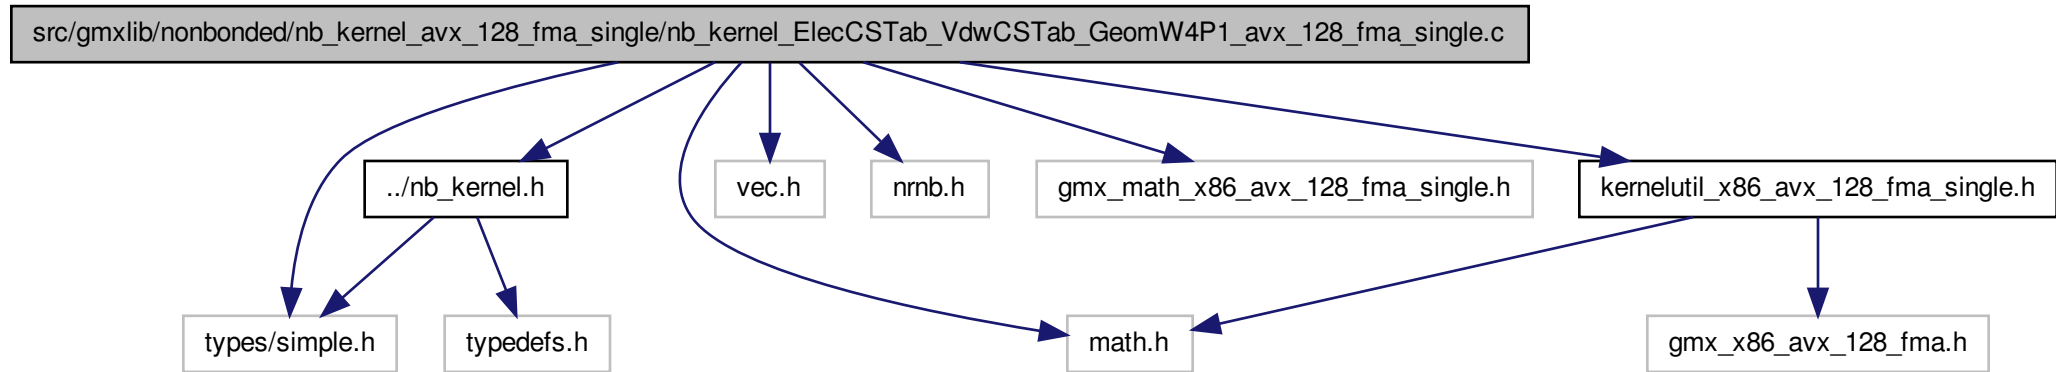 src/gmxlib/nonbonded/nb_kernel_avx_128_fma_single/nb_kernel_ElecCSTab_VdwCSTab_GeomW4P1_avx_128_fma_single.c
../nb_kernel.h
vec.h
nrnb.h
gmx_math_x86_avx_128_fma_single.h
kernelutil_x86_avx_128_fma_single.h
types/simple.h
typedefs.h
math.h
gmx_x86_avx_128_fma.h